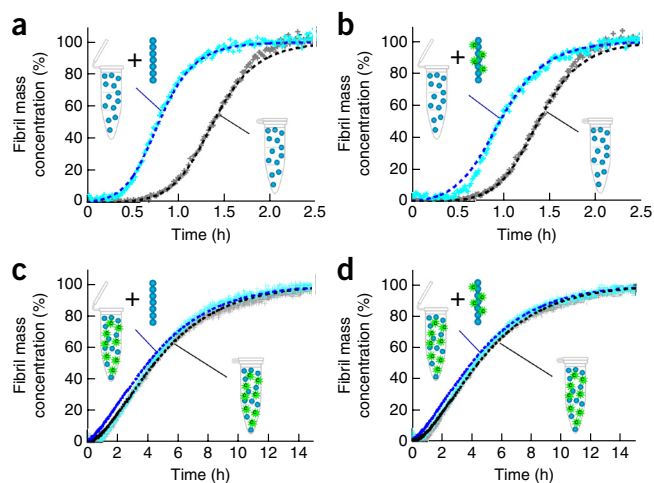 a
100
80
60
40
20
0
Fibril mass
concentration (%)
+
0 0.5 1.0 1.5 2.0 2.5
Time (h)
b
100
80
60
40
20
0
Fibril mass
concentration (%)
+
0 0.5 1.0 1.5 2.0 2.5
Time (h)
c
100
80
60
40
20
0
Fibril mass
concentration (%)
+
0 2 4 6 8 10 12 14
Time (h)
d
100
80
60
40
20
0
Fibril mass
concentration (%)
+
0 2 4 6 8 10 12 14
Time (h)